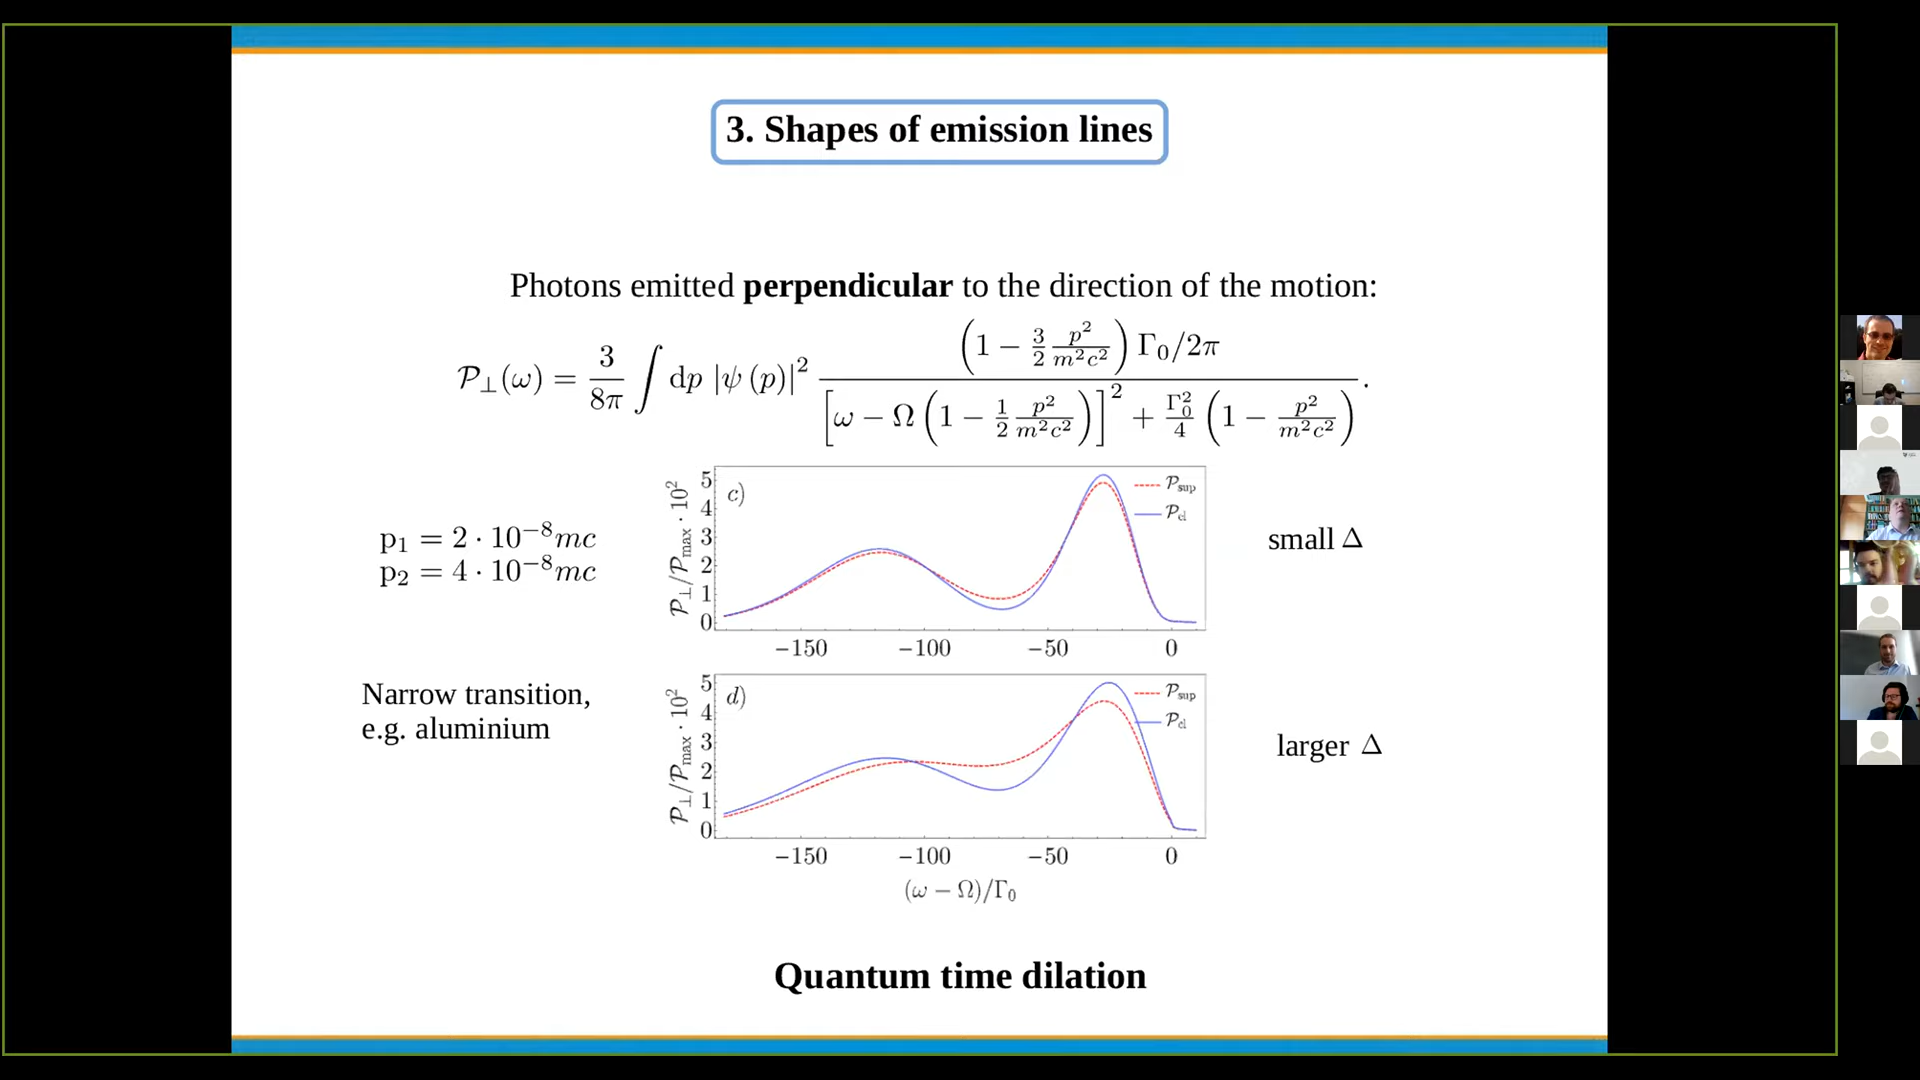 3. Shapes of emission lines
Photons emitted perpendicular to the direction of the motion:
𝒫⊥(ω) = 3/8π ∫ dp |ψ (p)|² (1 − 3/2 p²/m²c²) Γ₀/2π / [ω − Ω (1 − 1/2 p²/m²c²)]² + Γ₀²/4 (1 − p²/m²c²) .
p₁ = 2 · 10⁻⁸mc
p₂ = 4 · 10⁻⁸mc
𝒫⊥/𝒫max · 10²
5
4
3
2
1
0
c)
𝒫sup
𝒫cl
−150 −100 −50 0
small Δ
Narrow transition,
e.g. aluminium
𝒫⊥/𝒫max · 10²
5
4
3
2
1
0
d)
𝒫sup
𝒫cl
−150 −100 −50 0
(ω − Ω)/Γ₀
larger Δ
Quantum time dilation